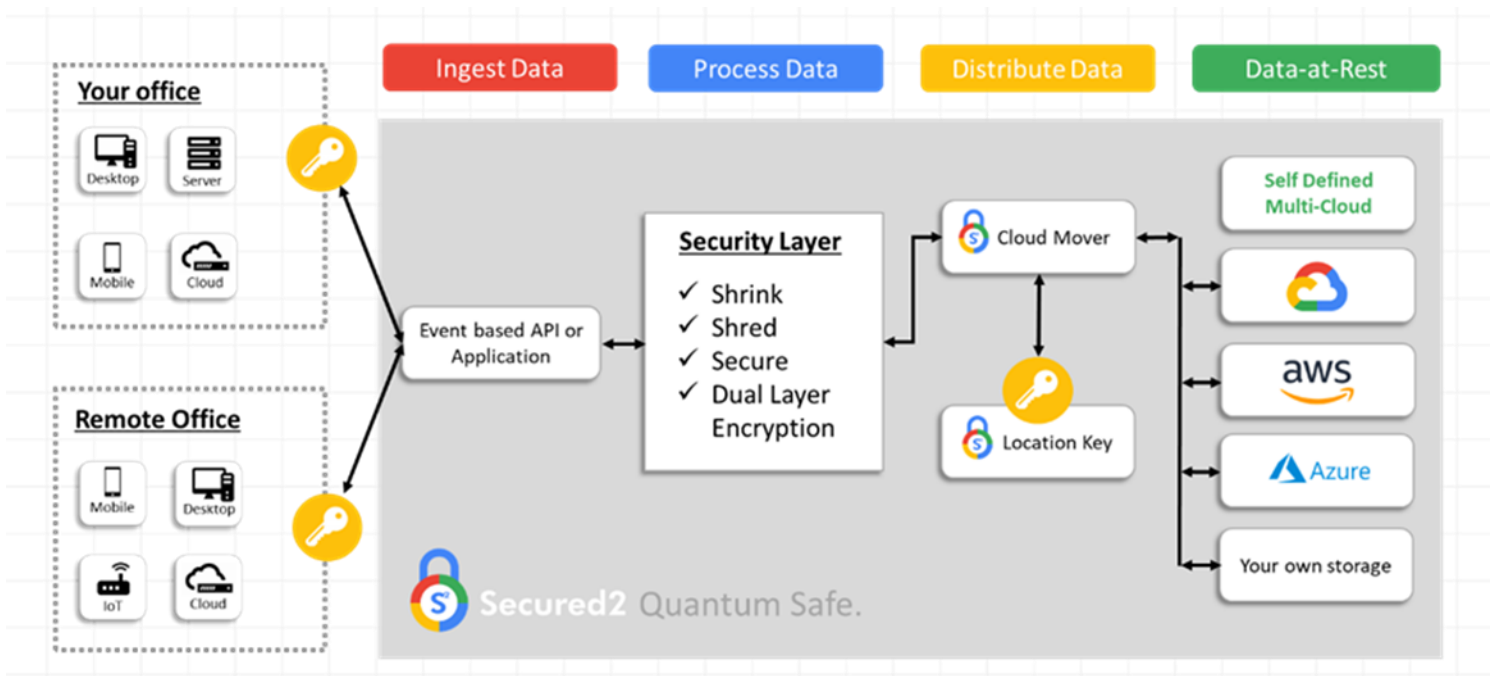 Ingest Data
Process Data
Distribute Data
Data-at-Rest
Your office
Desktop
Server
Mobile
Cloud
Remote Office
Mobile
Desktop
IoT
Cloud
Event based API or
Application
Security Layer
✓ Shrink
✓ Shred
✓ Secure
✓ Dual Layer
Encryption
Cloud Mover
Location Key
Self Defined
Multi-Cloud
aws
Azure
Your own storage
S²
Secured2 Quantum Safe.